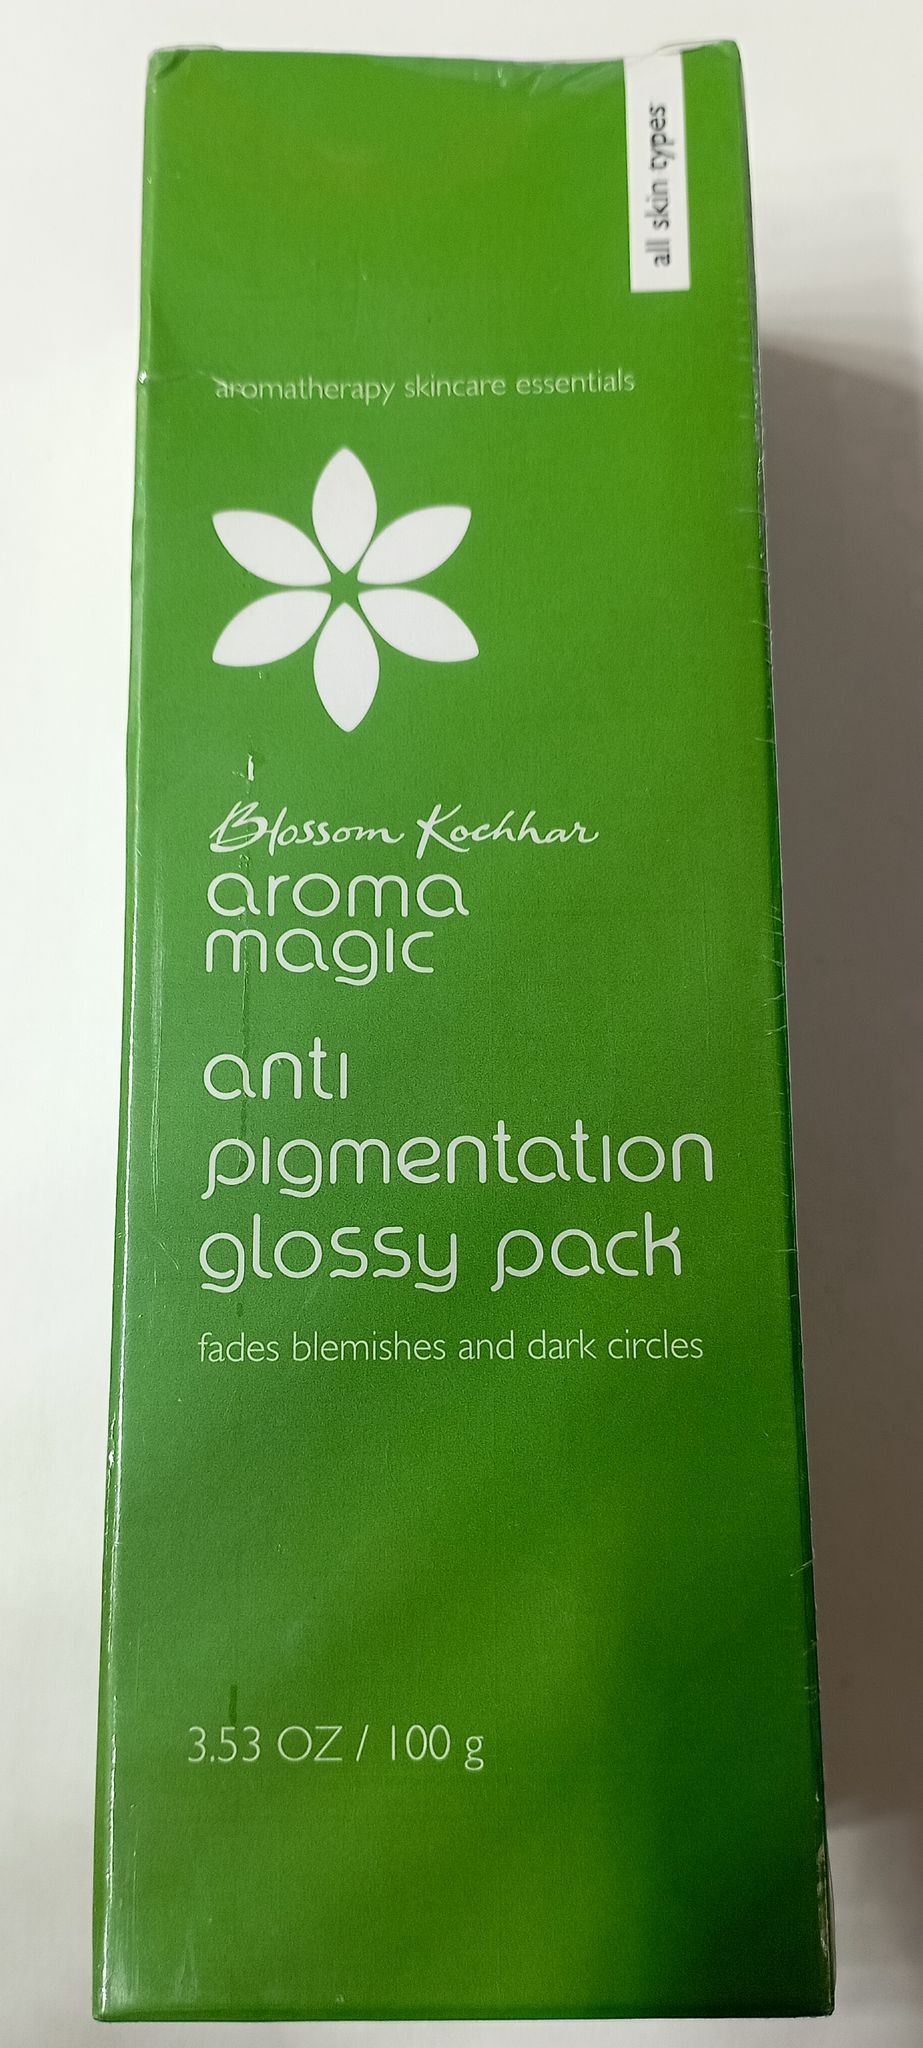 all skin types
aromatherapy skincare essentials
Blossom Kochhar
aroma
magic
anti
pigmentation
glossy pack
fades blemishes and dark circles
3.53 OZ / 100 g